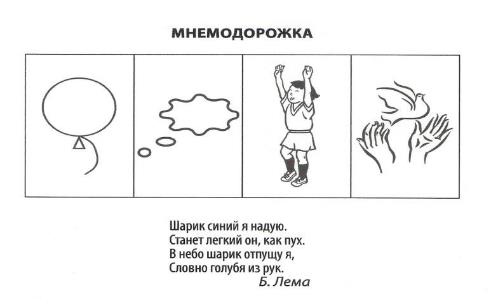 МНЕМОДОРОЖКА
Шарик синий я надую.
Станет легкий он, как пух.
В небо шарик отпущу я,
Словно голубя из рук.
Б. Лема